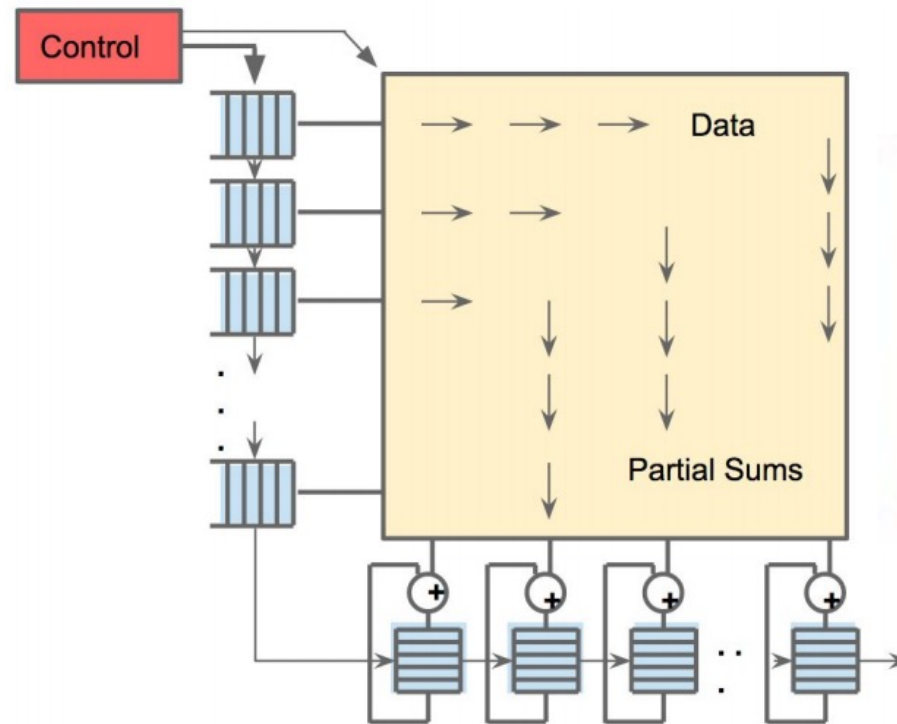 Control
Data
Partial Sums
+
+
+
+